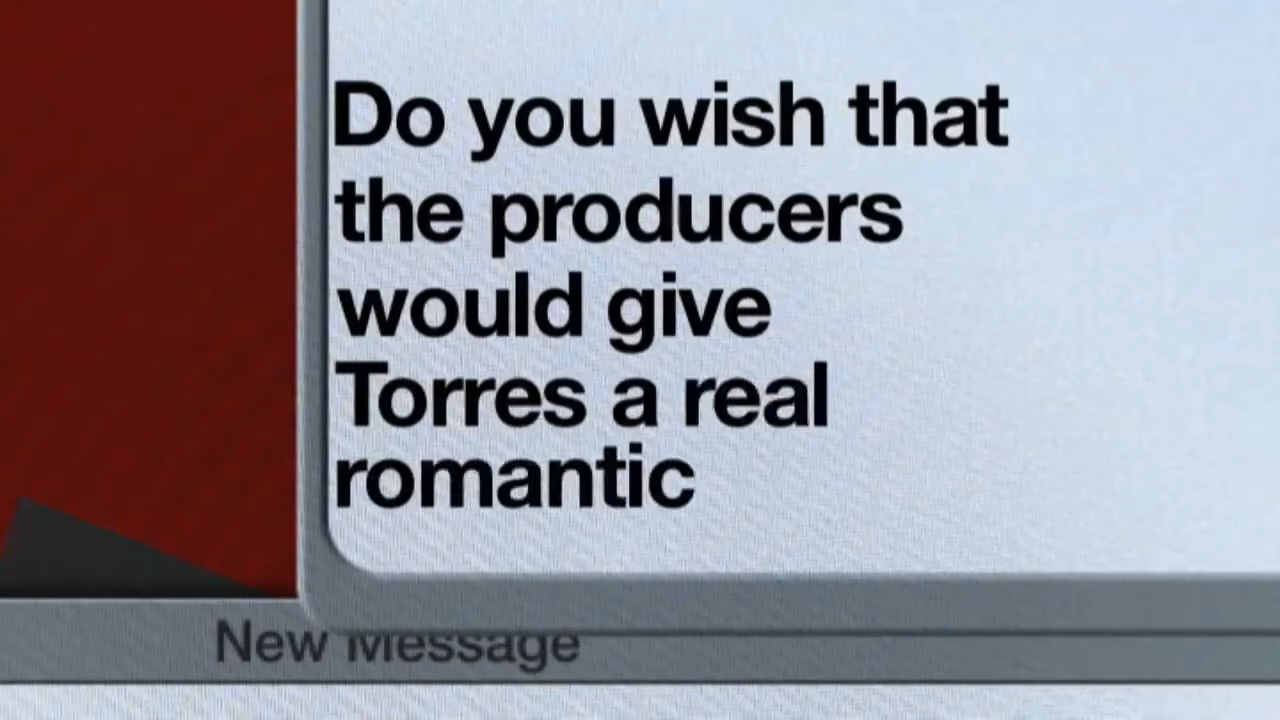 Do you wish that
the producers
would give
Torres a real
romantic
New Message